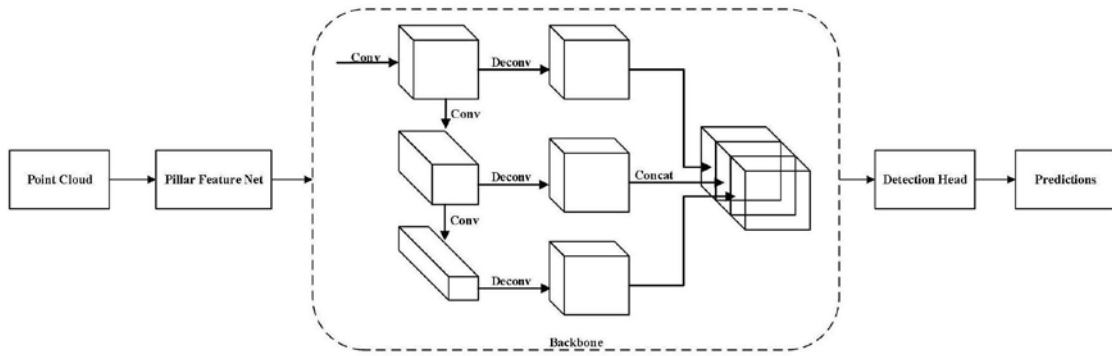 Point Cloud
Pillar Feature Net
Conv
Deconv
Conv
Deconv
Concat
Conv
Deconv
Backbone
Detection Head
Predictions